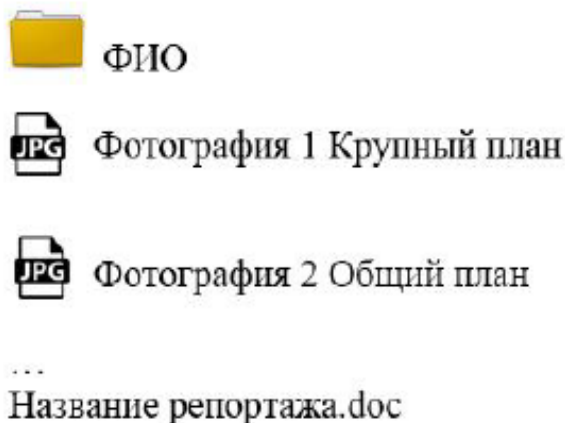 ФИО
JPG Фотография 1 Крупный план
JPG Фотография 2 Общий план
...
Название репортажа.doc